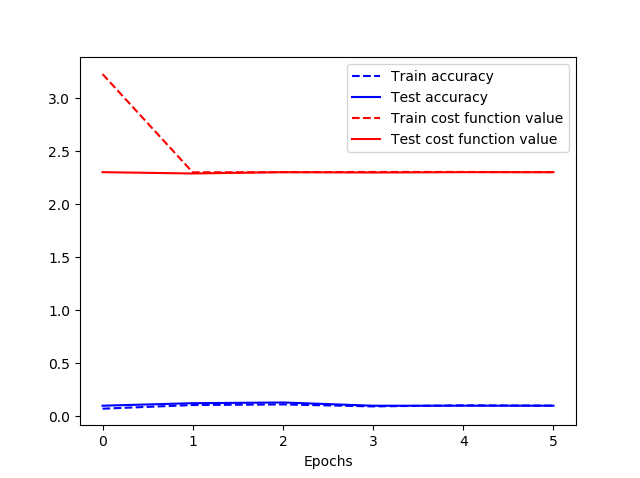 Train accuracy
Test accuracy
Train cost function value
Test cost function value
3.0
2.5
2.0
1.5
1.0
0.5
0.0
0 1 2 3 4 5
Epochs